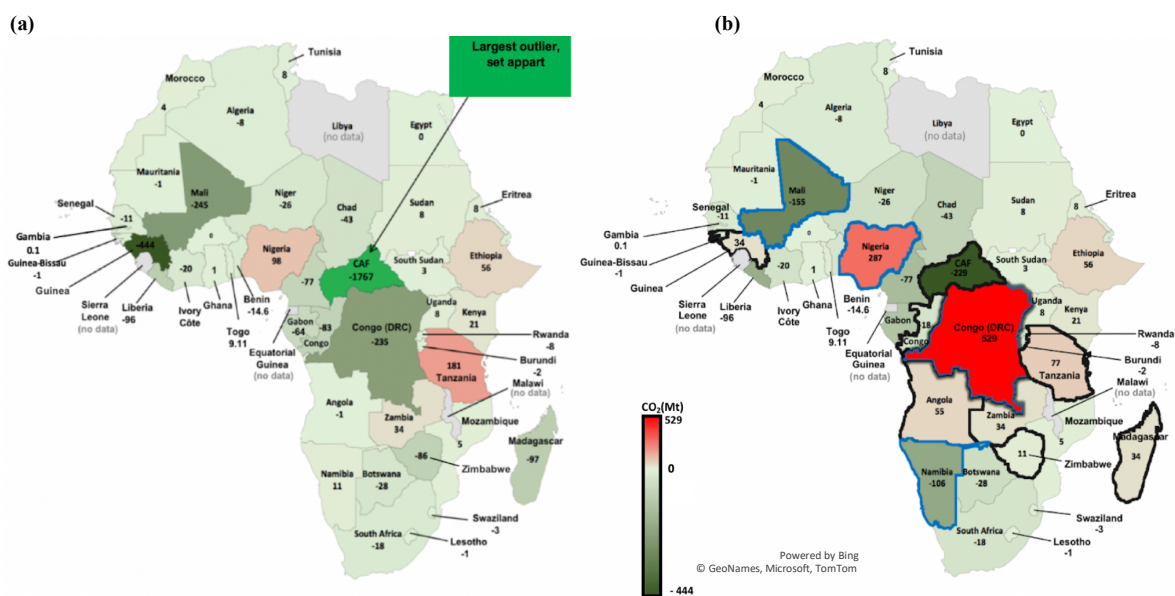 (a)
Largest outlier,
set appart
Tunisia
8
Morocco
4
Algeria
-8
Libya
(no data)
Egypt
0
Mauritania
-1
Mali
-245
Niger
-26
Chad
-43
Sudan
8
Eritrea
8
Senegal
-11
Gambia
0.1
Guinea-Bissau
-1
-444
Guinea
Sierra
Leone
(no data)
Liberia
-96
-20
Ivory
Côte
0
1
Ghana
Togo
9.11
Benin
-14.6
Nigeria
98
-77
CAF
-1767
South Sudan
3
Ethiopia
56
Gabon
-64
-83
Congo
Equatorial
Guinea
(no data)
Congo (DRC)
-235
Uganda
8
Kenya
21
Rwanda
-8
Burundi
-2
181
Tanzania
Malawi
(no data)
Angola
-1
Zambia
34
Mozambique
5
Madagascar
-97
-86
Zimbabwe
Namibia
11
Botswana
-28
Swaziland
-3
South Africa
-18
Lesotho
-1
CO2(Mt)
529
0
- 444
(b)
Tunisia
8
Morocco
4
Algeria
-8
Libya
(no data)
Egypt
0
Mauritania
-1
Mali
-155
Niger
-26
Chad
-43
Sudan
8
Eritrea
8
Senegal
-11
Gambia
0.1
Guinea-Bissau
-1
34
Guinea
Sierra
Leone
(no data)
Liberia
-96
-20
Ivory
Côte
0
1
Ghana
Togo
9.11
Benin
-14.6
Nigeria
287
-77
CAF
-229
South Sudan
3
Ethiopia
56
Gabon
18
Congo
Equatorial
Guinea
(no data)
Congo (DRC)
529
Uganda
8
Kenya
21
Rwanda
-8
Burundi
-2
77
Tanzania
Malawi
(no data)
Angola
55
Zambia
34
Mozambique
5
Madagascar
34
11
Zimbabwe
Namibia
-106
Botswana
-28
Swaziland
-3
South Africa
-18
Lesotho
-1
Powered by Bing
© GeoNames, Microsoft, TomTom